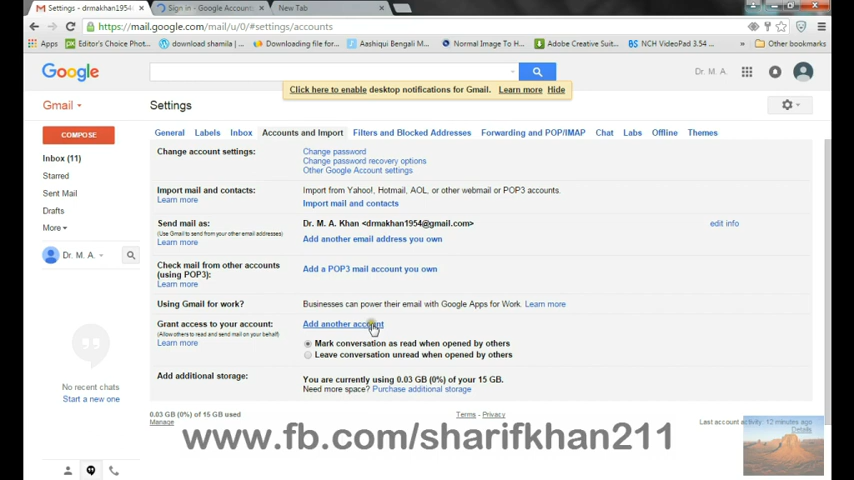 Settings - drmakhan1954
Sign in - Google Account
New Tab
https://mail.google.com/mail/u/0/#settings/accounts
Apps
Editor's Choice Phot...
download shamila | ...
Downloading file for...
Aashiqui Bengali M...
Normal Image To H...
Adobe Creative Suit...
NCH VideoPad 3.54 ...
»
Other bookmarks
Google
Dr. M. A.
Click here to enable desktop notifications for Gmail. Learn more Hide
Gmail
Settings
General Labels Inbox Accounts and Import Filters and Blocked Addresses Forwarding and POP/IMAP Chat Labs Offline Themes
COMPOSE
Inbox (11)
Starred
Sent Mail
Drafts
More
Dr. M. A.
No recent chats
Start a new one
Change account settings:
Change password
Change password recovery options
Other Google Account settings
Import mail and contacts:
Learn more
Import from Yahoo!, Hotmail, AOL, or other webmail or POP3 accounts.
Import mail and contacts
Send mail as:
(Use Gmail to send from your other email addresses)
Learn more
Dr. M. A. Khan <drmakhan1954@gmail.com>
edit info
Add another email address you own
Check mail from other accounts
(using POP3):
Learn more
Add a POP3 mail account you own
Using Gmail for work?
Businesses can power their email with Google Apps for Work. Learn more
Grant access to your account:
(Allow others to read and send mail on your behalf)
Learn more
Add another account
Mark conversation as read when opened by others
Leave conversation unread when opened by others
Add additional storage:
You are currently using 0.03 GB (0%) of your 15 GB.
Need more space? Purchase additional storage
0.03 GB (0%) of 15 GB used
Manage
Terms - Privacy
Last account activity: 12 minutes ago
Details
www.fb.com/sharifkhan211